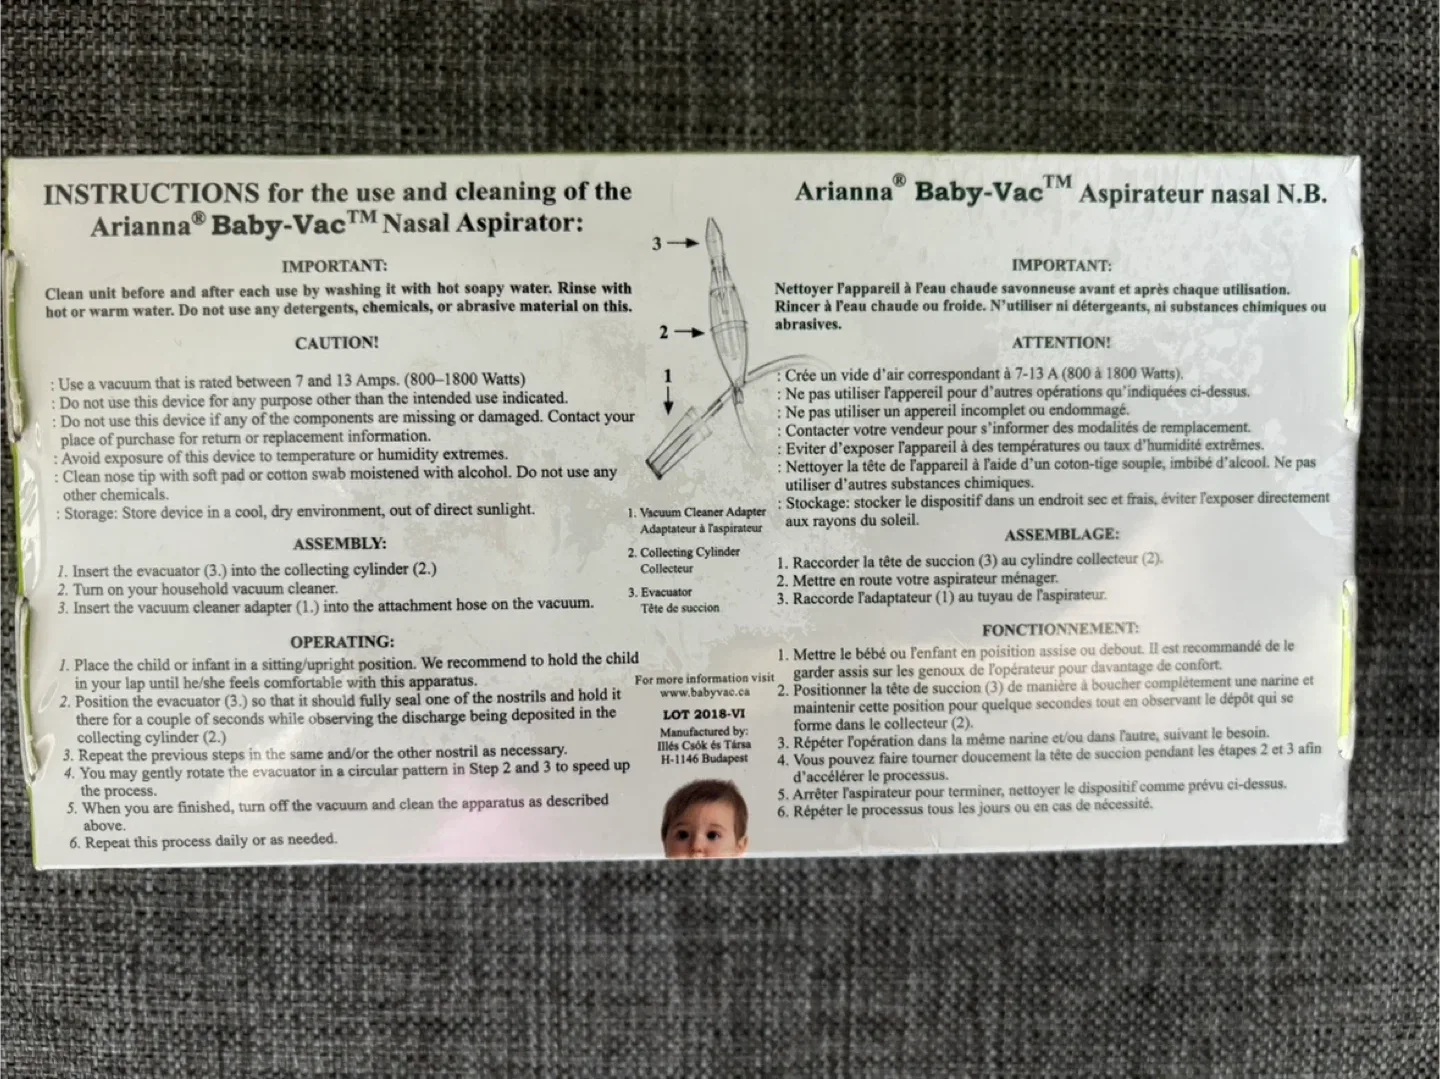 INSTRUCTIONS for the use and cleaning of the
Arianna® Baby-Vac™ Nasal Aspirator:
IMPORTANT:
Clean unit before and after each use by washing it with hot soapy water. Rinse with
hot or warm water. Do not use any detergents, chemicals, or abrasive material on this.
CAUTION!
: Use a vacuum that is rated between 7 and 13 Amps. (800–1800 Watts)
: Do not use this device for any purpose other than the intended use indicated.
: Do not use this device if any of the components are missing or damaged. Contact your
place of purchase for return or replacement information.
: Avoid exposure of this device to temperature or humidity extremes.
: Clean nose tip with soft pad or cotton swab moistened with alcohol. Do not use any
other chemicals.
: Storage: Store device in a cool, dry environment, out of direct sunlight.
ASSEMBLY:
1. Insert the evacuator (3.) into the collecting cylinder (2.)
2. Turn on your household vacuum cleaner.
3. Insert the vacuum cleaner adapter (1.) into the attachment hose on the vacuum.
OPERATING:
1. Place the child or infant in a sitting/upright position. We recommend to hold the child
in your lap until he/she feels comfortable with this apparatus.
2. Position the evacuator (3.) so that it should fully seal one of the nostrils and hold it
there for a couple of seconds while observing the discharge being deposited in the
collecting cylinder (2.)
3. Repeat the previous steps in the same and/or the other nostril as necessary.
4. You may gently rotate the evacuator in a circular pattern in Step 2 and 3 to speed up
the process.
5. When you are finished, turn off the vacuum and clean the apparatus as described
above.
6. Repeat this process daily or as needed.
3
2
1
1. Vacuum Cleaner Adapter
Adaptateur à l'aspirateur
2. Collecting Cylinder
Collecteur
3. Evacuator
Tête de succion
For more information visit
www.babyvac.ca
LOT 2018-VI
Manufactured by:
Illés Csók és Társa
H-1146 Budapest
Arianna® Baby-Vac™ Aspirateur nasal N.B.
IMPORTANT:
Nettoyer l'appareil à l'eau chaude savonneuse avant et après chaque utilisation.
Rincer à l'eau chaude ou froide. N'utiliser ni détergeants, ni substances chimiques ou
abrasives.
ATTENTION!
: Crée un vide d'air correspondant à 7-13 A (800 à 1800 Watts).
: Ne pas utiliser l'appareil pour d'autres opérations qu'indiquées ci-dessus.
: Ne pas utiliser un appereil incomplet ou endommagé.
: Contacter votre vendeur pour s'informer des modalités de remplacement.
: Eviter d'exposer l'appareil à des températures ou taux d'humidité extrêmes.
: Nettoyer la tête de l'appareil à l'aide d'un coton-tige souple, imbibé d'alcool. Ne pas
utiliser d'autres substances chimiques.
: Stockage: stocker le dispositif dans un endroit sec et frais, éviter l'exposer directement
aux rayons du soleil.
ASSEMBLAGE:
1. Raccorder la tête de succion (3) au cylindre collecteur (2).
2. Mettre en route votre aspirateur ménager.
3. Raccorde l'adaptateur (1) au tuyau de l'aspirateur.
FONCTIONNEMENT:
1. Mettre le bébé ou l'enfant en poisition assise ou debout. Il est recommandé de le
garder assis sur les genoux de l'opérateur pour davantage de confort.
2. Positionner la tête de succion (3) de manière à boucher complètement une narine et
maintenir cette position pour quelque secondes tout en observant le dépôt qui se
forme dans le collecteur (2).
3. Répéter l'opération dans la même narine et/ou dans l'autre, suivant le besoin.
4. Vous pouvez faire tourner doucement la tête de succion pendant les étapes 2 et 3 afin
d'accélérer le processus.
5. Arrêter l'aspirateur pour terminer, nettoyer le dispositif comme prévu ci-dessus.
6. Répéter le processus tous les jours ou en cas de nécessité.